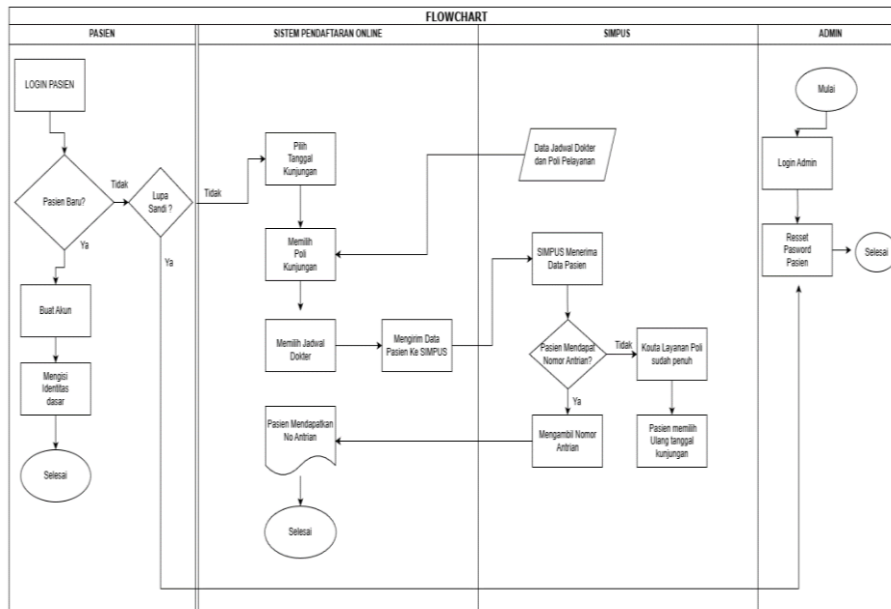 FLOWCHART
PASIEN
SISTEM PENDAFTARAN ONLINE
SIMPUS
ADMIN
LOGIN PASIEN
Pasien Baru?
Tidak
Ya
Lupa
Sandi ?
Tidak
Ya
Buat Akun
Mengisi
Identitas
dasar
Selesai
Pilih
Tanggal
Kunjungan
Memilih
Poli
Kunjungan
Memilih Jadwal
Dokter
Mengirim Data
Pasien Ke SIMPUS
Pasien Mendapatkan
No Antrian
Selesai
Data Jadwal Dokter
dan Poli Pelayanan
SIMPUS Menerima
Data Pasien
Pasien Mendapat
Nomor Antrian?
Tidak
Ya
Kouta Layanan Poli
sudah penuh
Mengambil Nomor
Antrian
Pasien memilih
Ulang tanggal
kunjungan
Mulai
Login Admin
Resset
Pasword
Pasien
Selesai